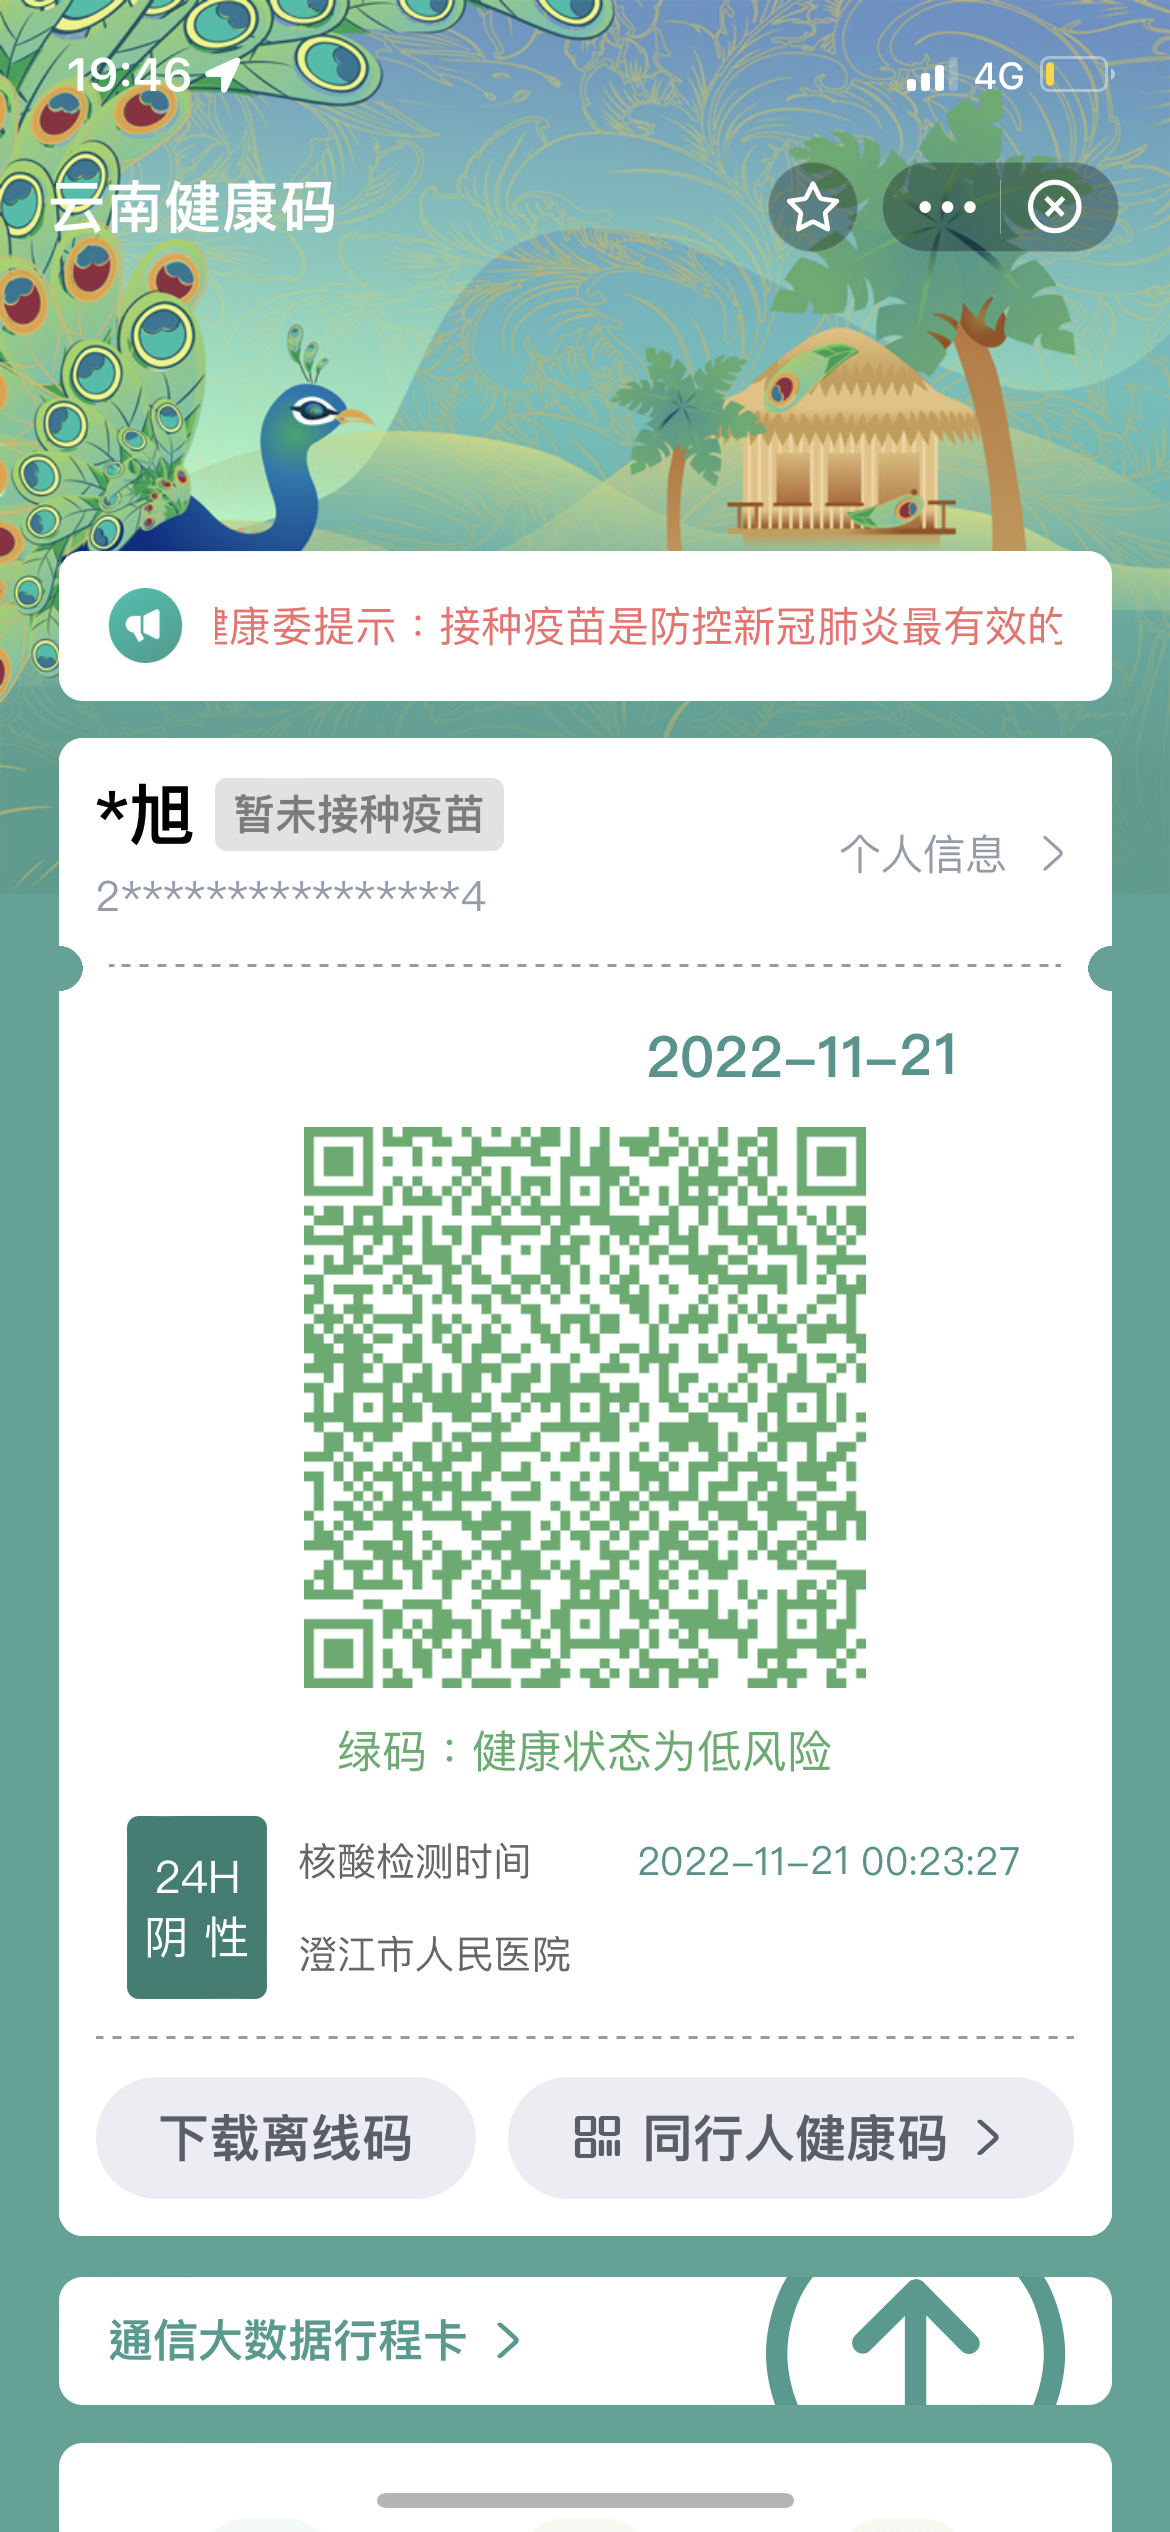 19:46
4G
云南健康码
健康委提示：接种疫苗是防控新冠肺炎最有效的
*旭 暂未接种疫苗
2****************4
个人信息
2022-11-21
绿码：健康状态为低风险
24H
阴 性
核酸检测时间 2022-11-21 00:23:27
澄江市人民医院
下载离线码
同行人健康码
通信大数据行程卡